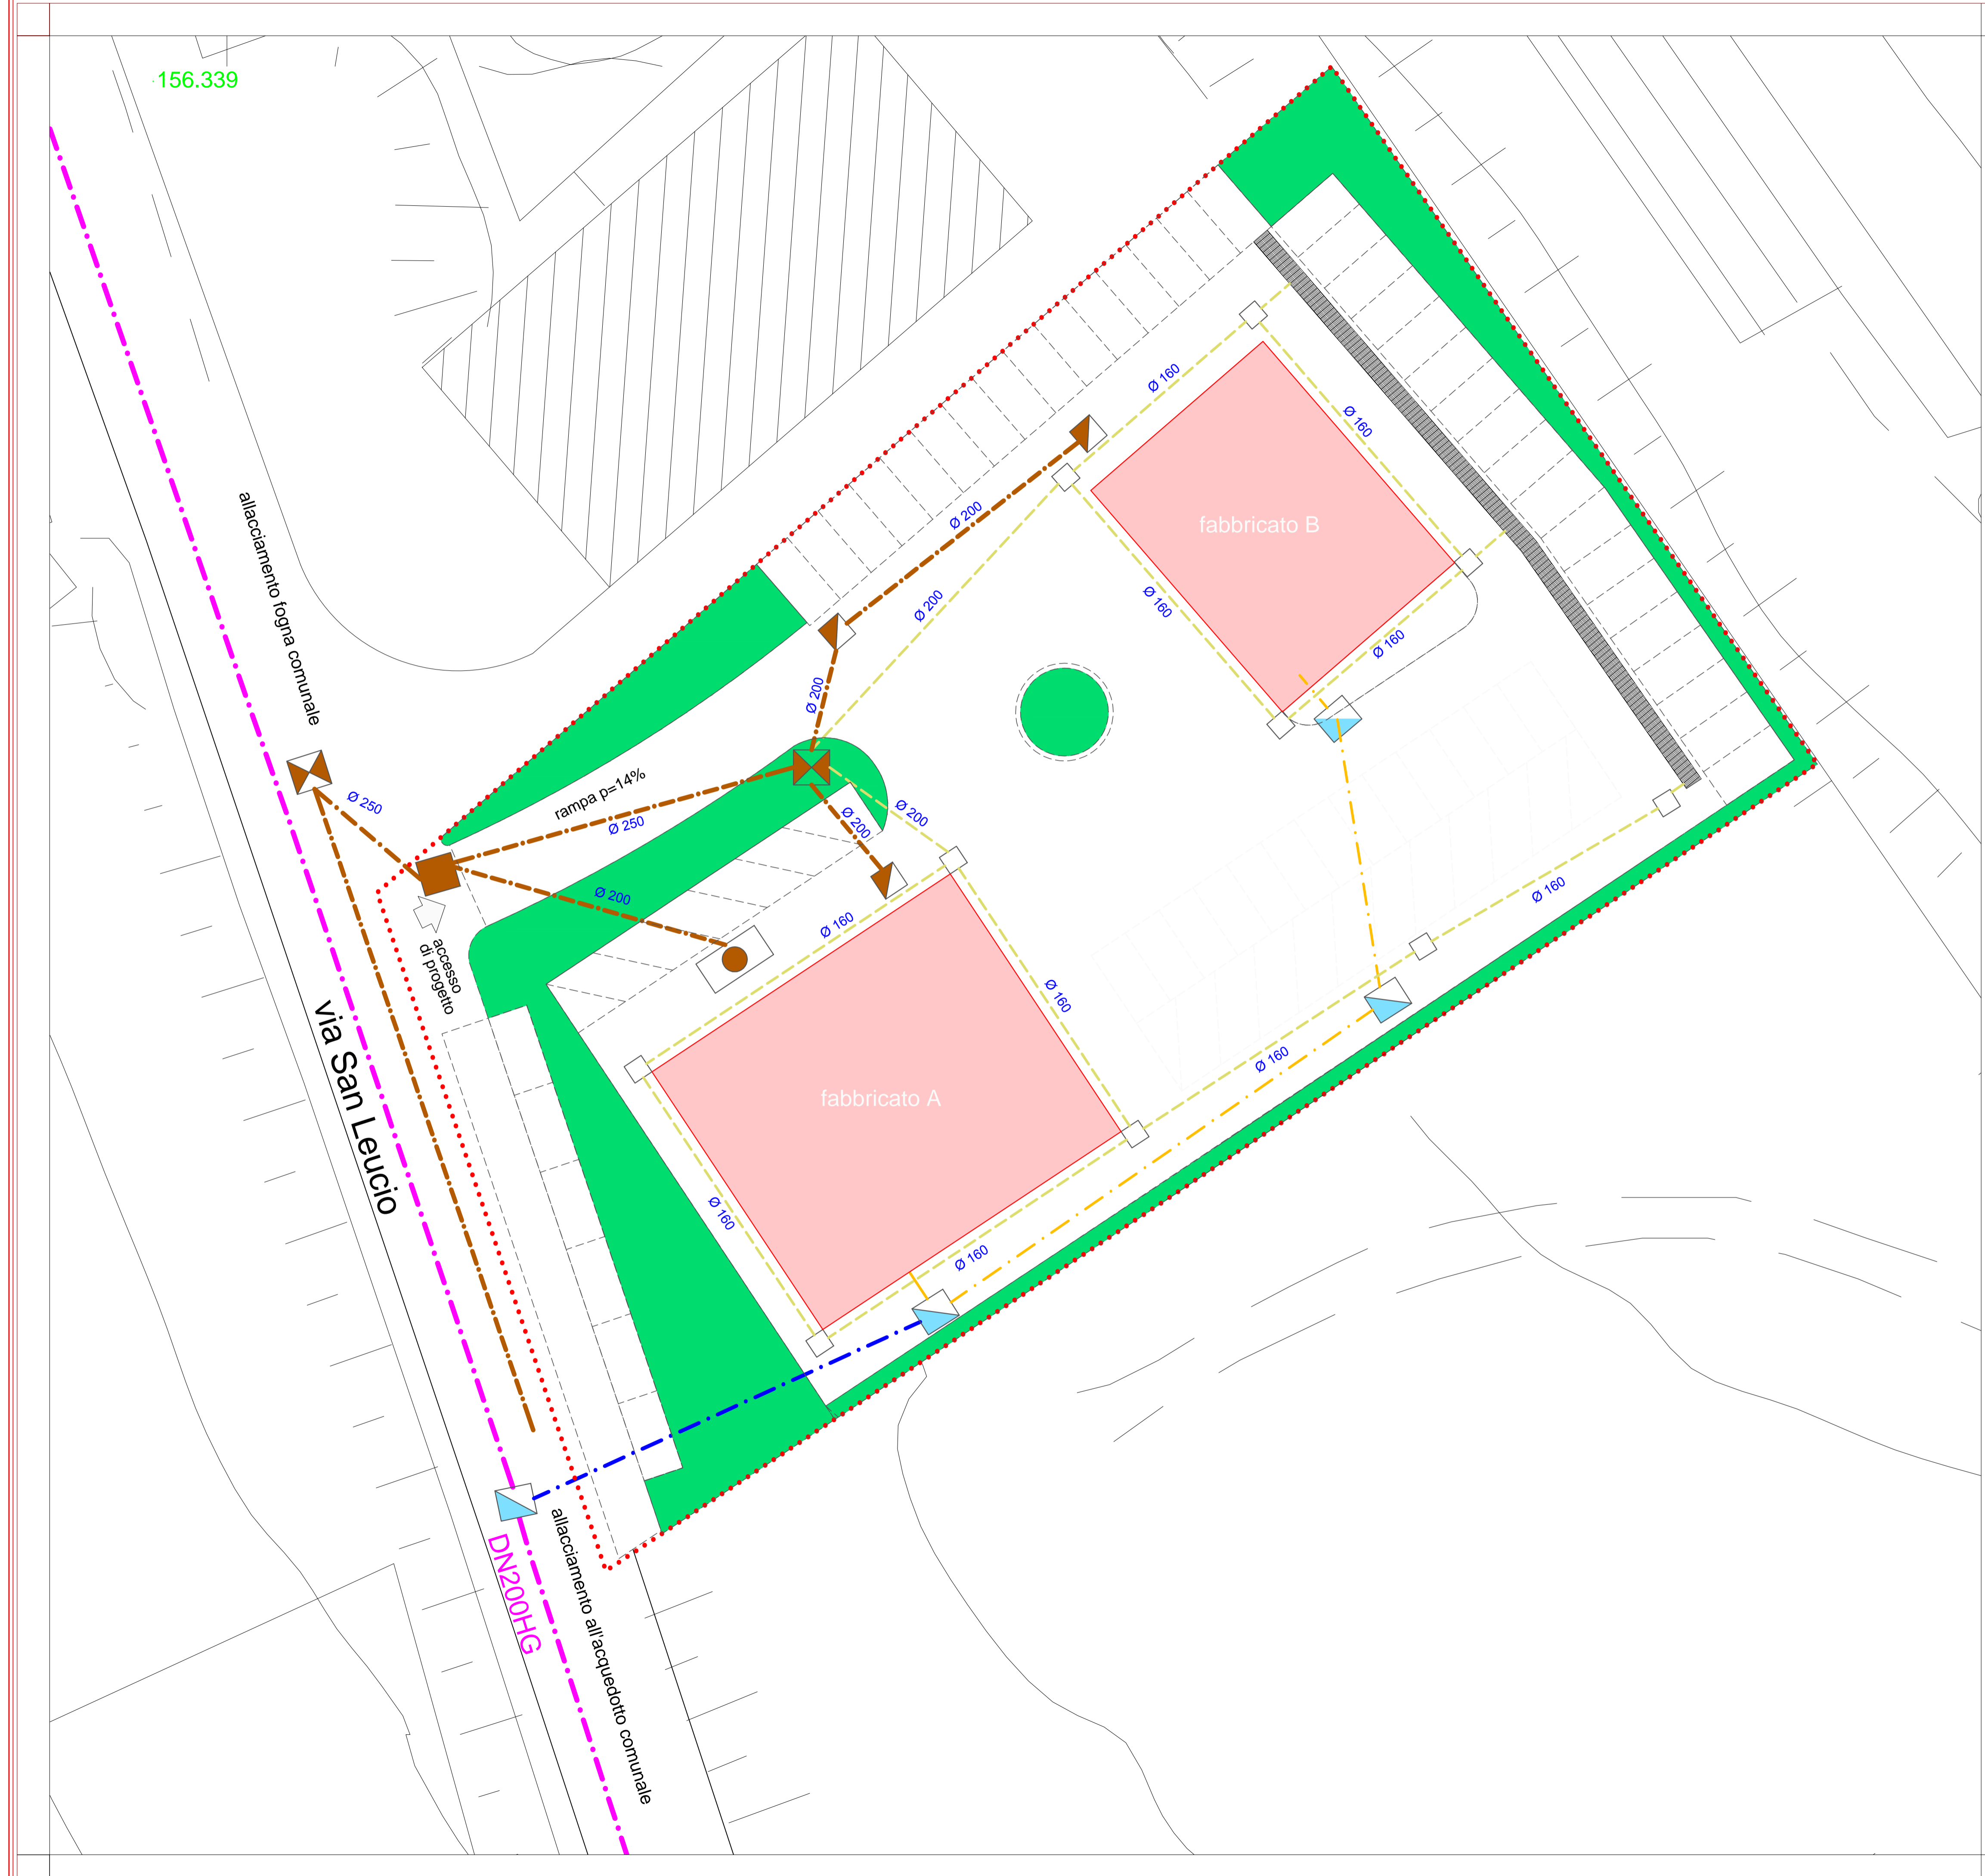 156.339
allacciamento fogna comunale
Ø 160
Ø 160
fabbricato B
Ø 200
Ø 200
Ø 160
Ø 160
Ø 200
rampa p=14%
Ø 250
Ø 250
Ø 200
Ø 200
Ø 200
Ø 160
Ø 160
accesso
di progetto
via San Leucio
Ø 160
Ø 160
fabbricato A
Ø 160
Ø 160
DN200HG
allacciamento all'acquedotto comunale